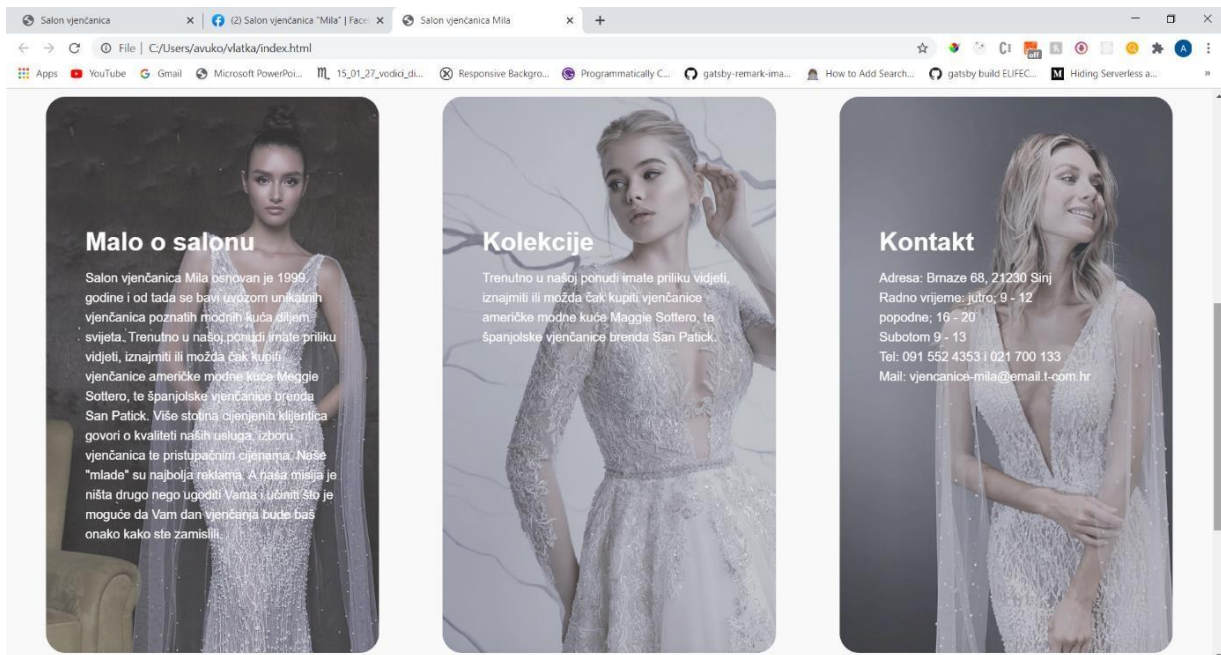 Salon vjenčanica
(2) Salon vjenčanica "Mila" | Face
Salon vjenčanica Mila
File | C:/Users/avuko/vlatka/index.html
off
A
Apps
YouTube
Gmail
Microsoft PowerPoi...
15_01_27_vodici_di...
Responsive Backgro...
Programmatically C...
gatsby-remark-ima...
How to Add Search...
gatsby build ELIFEC...
Hiding Serverless a...
Malo o salonu
Salon vjenčanica Mila osnovan je 1999.
godine i od tada se bavi uvozom unikatnih
vjenčanica poznatih modnih kuća diljem
svijeta. Trenutno u našoj ponudi imate priliku
vidjeti, iznajmiti ili možda čak kupiti
vjenčanice američke modne kuće Meggie
Sottero, te španjolske vjenčanice brenda
San Patick. Više stotina cijenjenih klijentica
govori o kvaliteti naših usluga, izboru
vjenčanica te pristupačnim cijenama. Naše
"mlade" su najbolja reklama. A naša misija je
ništa drugo nego ugoditi Vama i učiniti što je
moguće da Vam dan vjenčanja bude baš
onako kako ste zamislili.
Kolekcije
Trenutno u našoj ponudi imate priliku vidjeti,
iznajmiti ili možda čak kupiti vjenčanice
američke modne kuće Maggie Sottero, te
španjolske vjenčanice brenda San Patick.
Kontakt
Adresa: Brnaze 68, 21230 Sinj
Radno vrijeme: jutro; 9 - 12
popodne; 16 - 20
Subotom 9 - 13
Tel: 091 552 4353 i 021 700 133
Mail: vjencanice-mila@email.t-com.hr